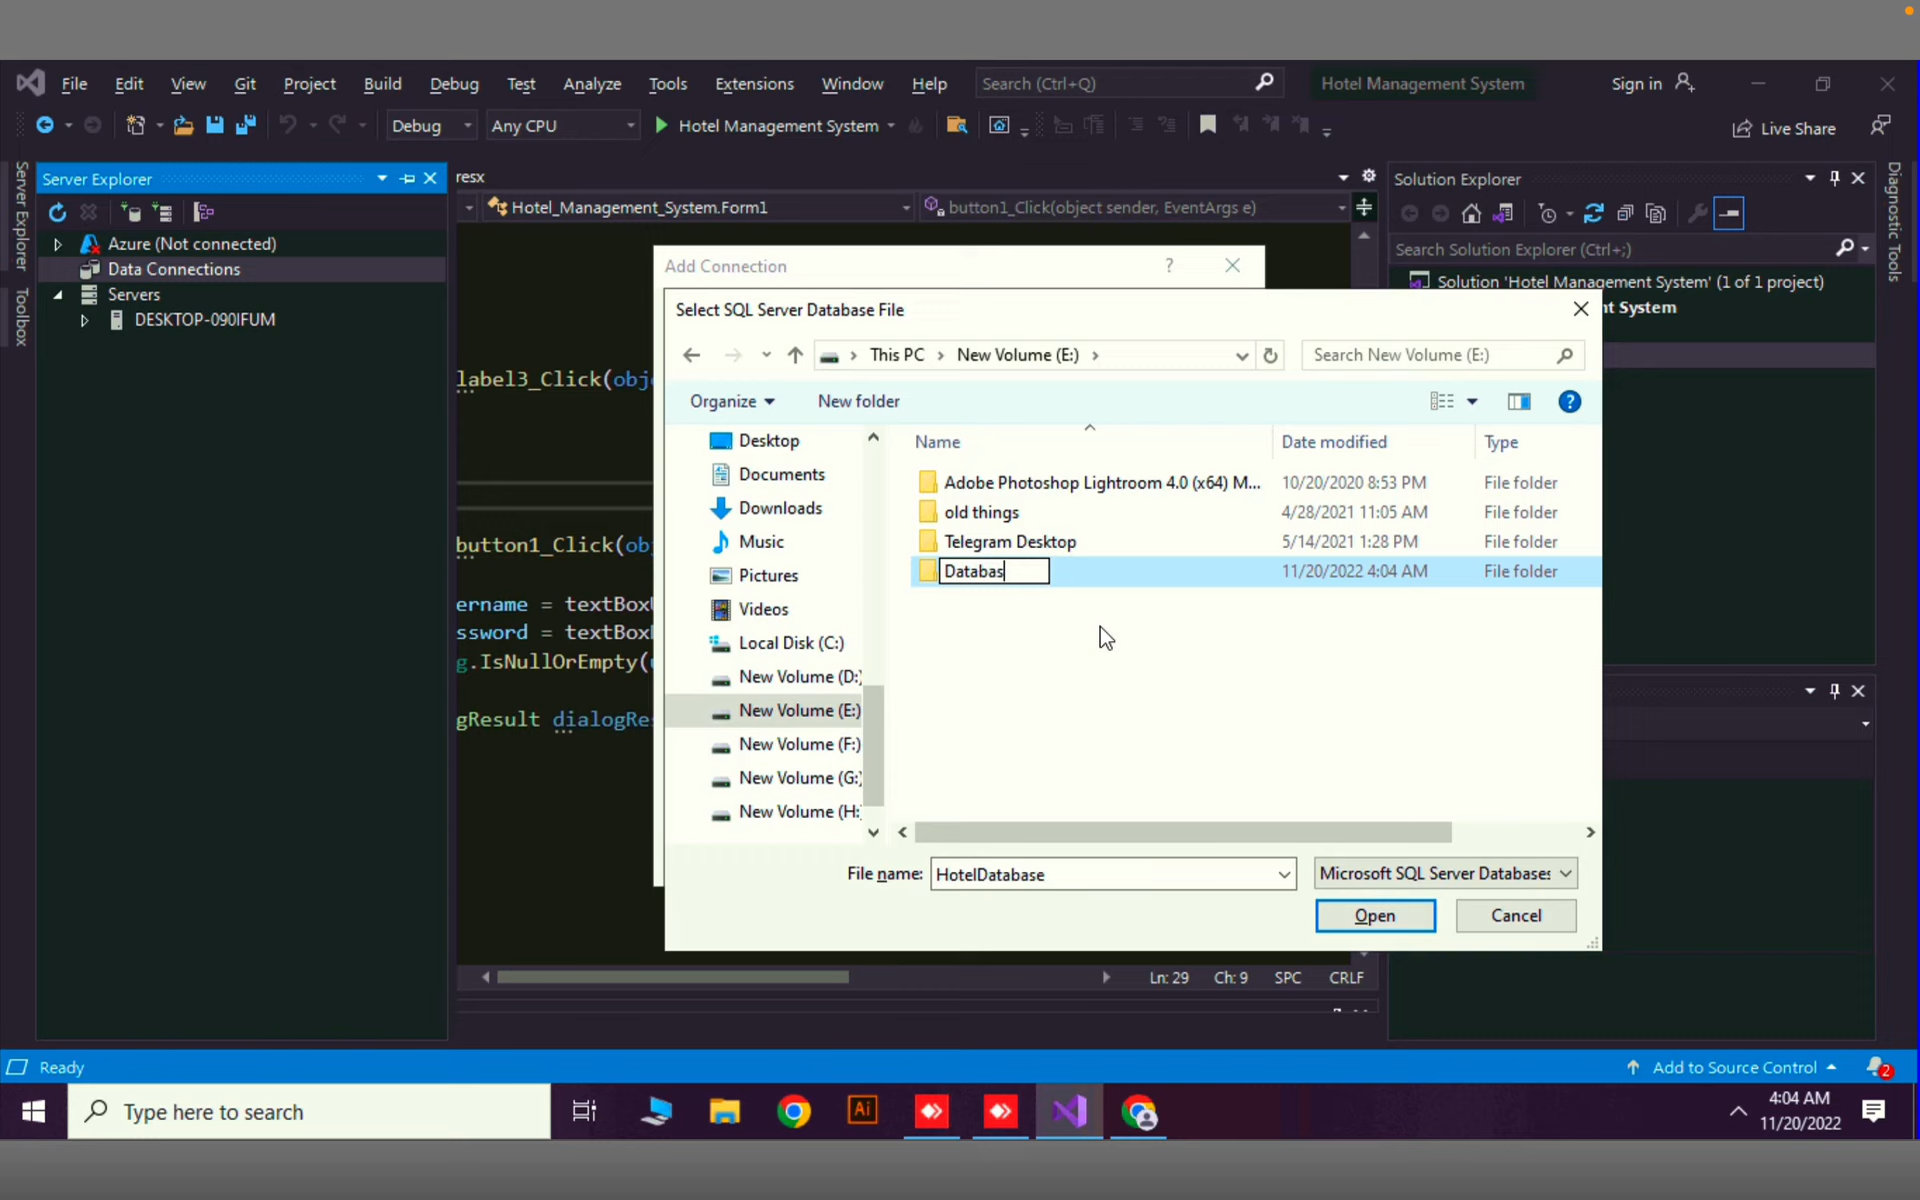 File Edit View Git Project Build Debug Test Analyze Tools Extensions Window Help Search (Ctrl+Q) Hotel Management System Sign in
Debug Any CPU Hotel Management System Live Share
Server Explorer
Toolbox
Server Explorer
Azure (Not connected)
Data Connections
Servers
DESKTOP-090IFUM
resx
Hotel_Management_System.Form1 button1_Click(object sender, EventArgs e)
label3_Click(obj
button1_Click(ob
ername = textBox
ssword = textBox
g.IsNullOrEmpty(
gResult dialogRes
Ln: 29 Ch: 9 SPC CRLF
Add Connection ?
Select SQL Server Database File
This PC New Volume (E:) Search New Volume (E:)
Organize New folder ?
Desktop
Documents
Downloads
Music
Pictures
Videos
Local Disk (C:)
New Volume (D:)
New Volume (E:)
New Volume (F:)
New Volume (G:)
New Volume (H:
Name Date modified Type
Adobe Photoshop Lightroom 4.0 (x64) M... 10/20/2020 8:53 PM File folder
old things 4/28/2021 11:05 AM File folder
Telegram Desktop 5/14/2021 1:28 PM File folder
Databas 11/20/2022 4:04 AM File folder
File name: HotelDatabase Microsoft SQL Server Databases
Open Cancel
Solution Explorer
Search Solution Explorer (Ctrl+;)
Solution 'Hotel Management System' (1 of 1 project)
nt System
Diagnostic Tools
Ready Add to Source Control 2
Type here to search
Ai
4:04 AM
11/20/2022